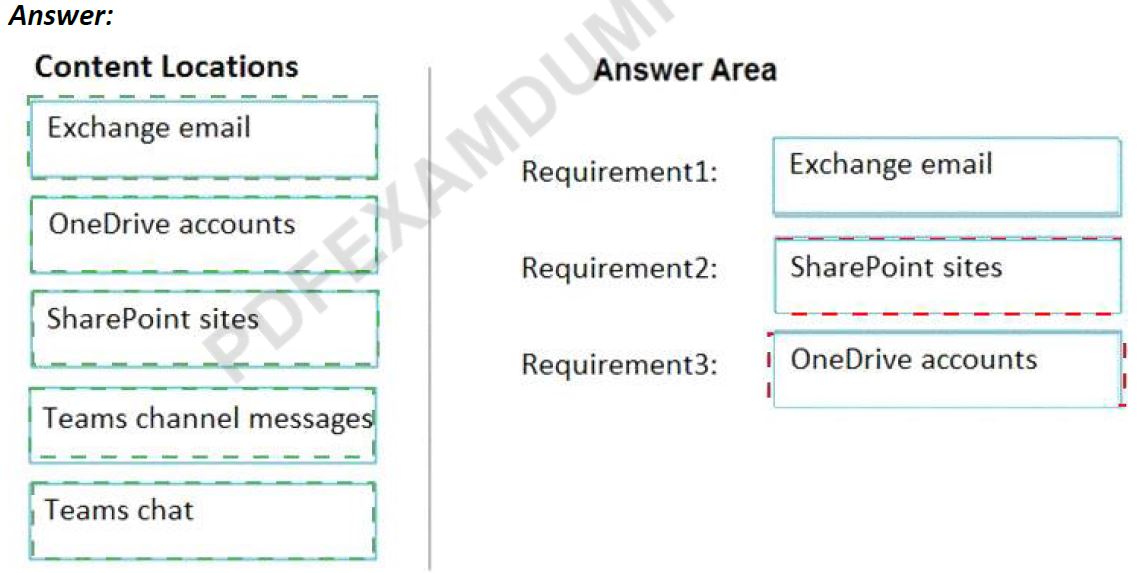 Answer:
Content Locations
Exchange email
OneDrive accounts
SharePoint sites
Teams channel messages
Teams chat
Answer Area
Requirement1:
Exchange email
Requirement2:
SharePoint sites
Requirement3:
OneDrive accounts